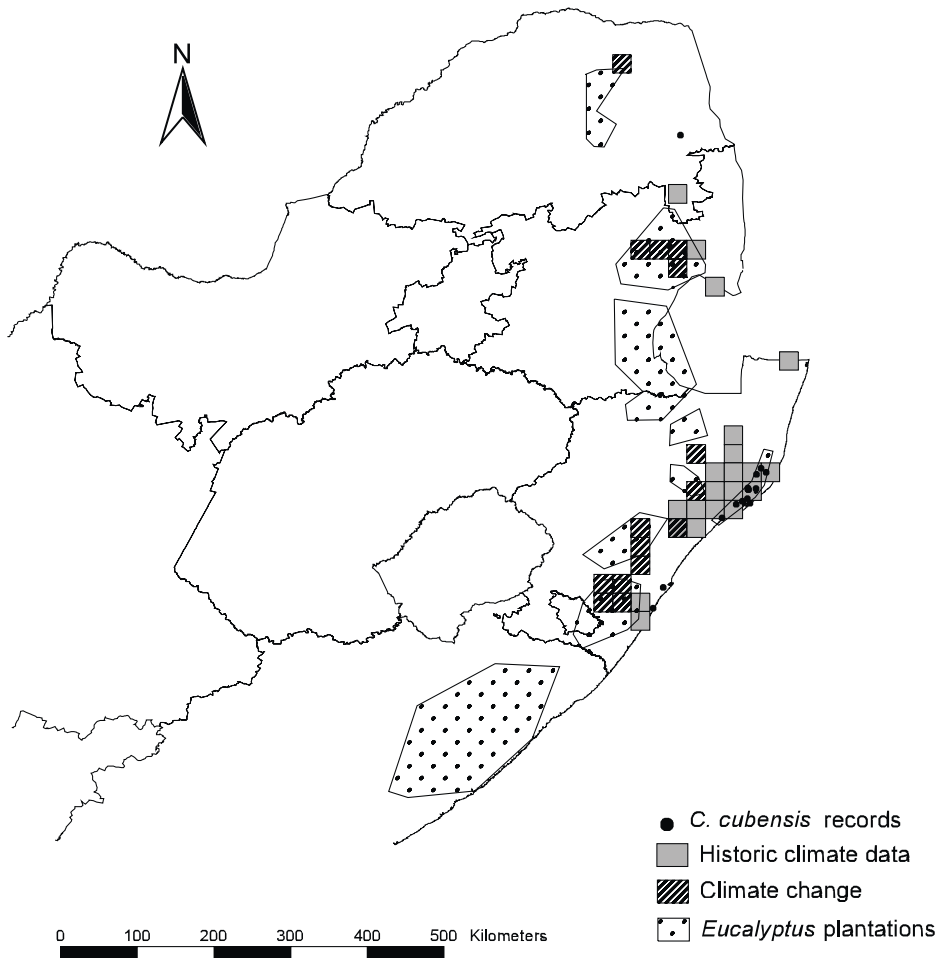 N
C. cubensis records
Historic climate data
Climate change
Eucalyptus plantations
0 100 200 300 400 500 Kilometers